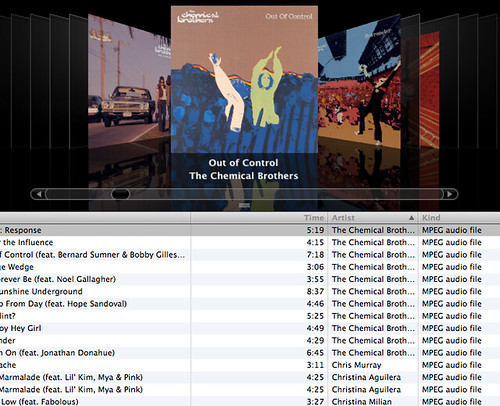 the chemical brothers
Out Of Control
Surrender
Out of Control
The Chemical Brothers
Time Artist Kind
: Response 5:19 The Chemical Broth... MPEG audio file
r the Influence 4:15 The Chemical Broth... MPEG audio file
f Control (feat. Bernard Sumner & Bobby Gilles... 7:18 The Chemical Broth... MPEG audio file
ge Wedge 3:06 The Chemical Broth... MPEG audio file
orever Be (feat. Noel Gallagher) 3:55 The Chemical Broth... MPEG audio file
unshine Underground 8:37 The Chemical Broth... MPEG audio file
p From Day (feat. Hope Sandoval) 4:46 The Chemical Broth... MPEG audio file
lint? 5:25 The Chemical Broth... MPEG audio file
oy Hey Girl 4:49 The Chemical Broth... MPEG audio file
nder 4:29 The Chemical Broth... MPEG audio file
n On (feat. Jonathan Donahue) 6:45 The Chemical Broth... MPEG audio file
ache 3:11 Chris Murray MPEG audio file
Marmalade (feat. Lil' Kim, Mya & Pink) 4:25 Christina Aguilera MPEG audio file
Marmalade (feat. Lil' Kim, Mya & Pink) 4:25 Christina Aguilera MPEG audio file
Low (feat. Fabolous) 3:27 Christina Milian MPEG audio file